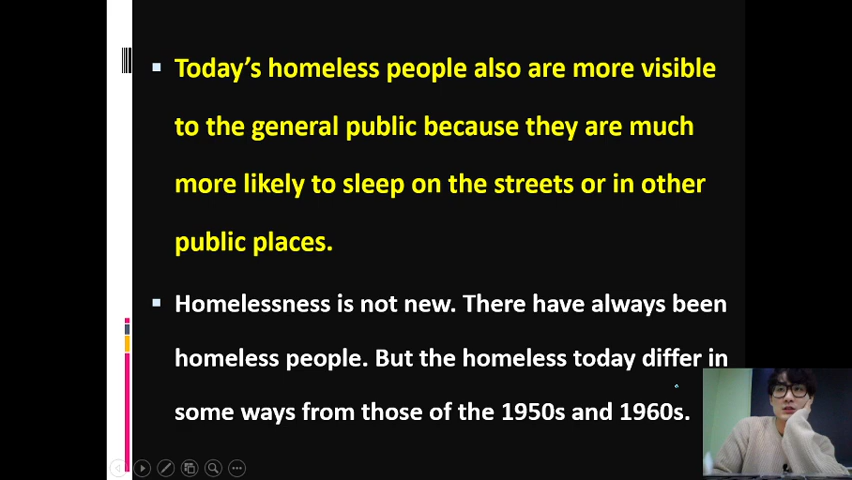 Today's homeless people also are more visible
to the general public because they are much
more likely to sleep on the streets or in other
public places.
Homelessness is not new. There have always been
homeless people. But the homeless today differ in
some ways from those of the 1950s and 1960s.